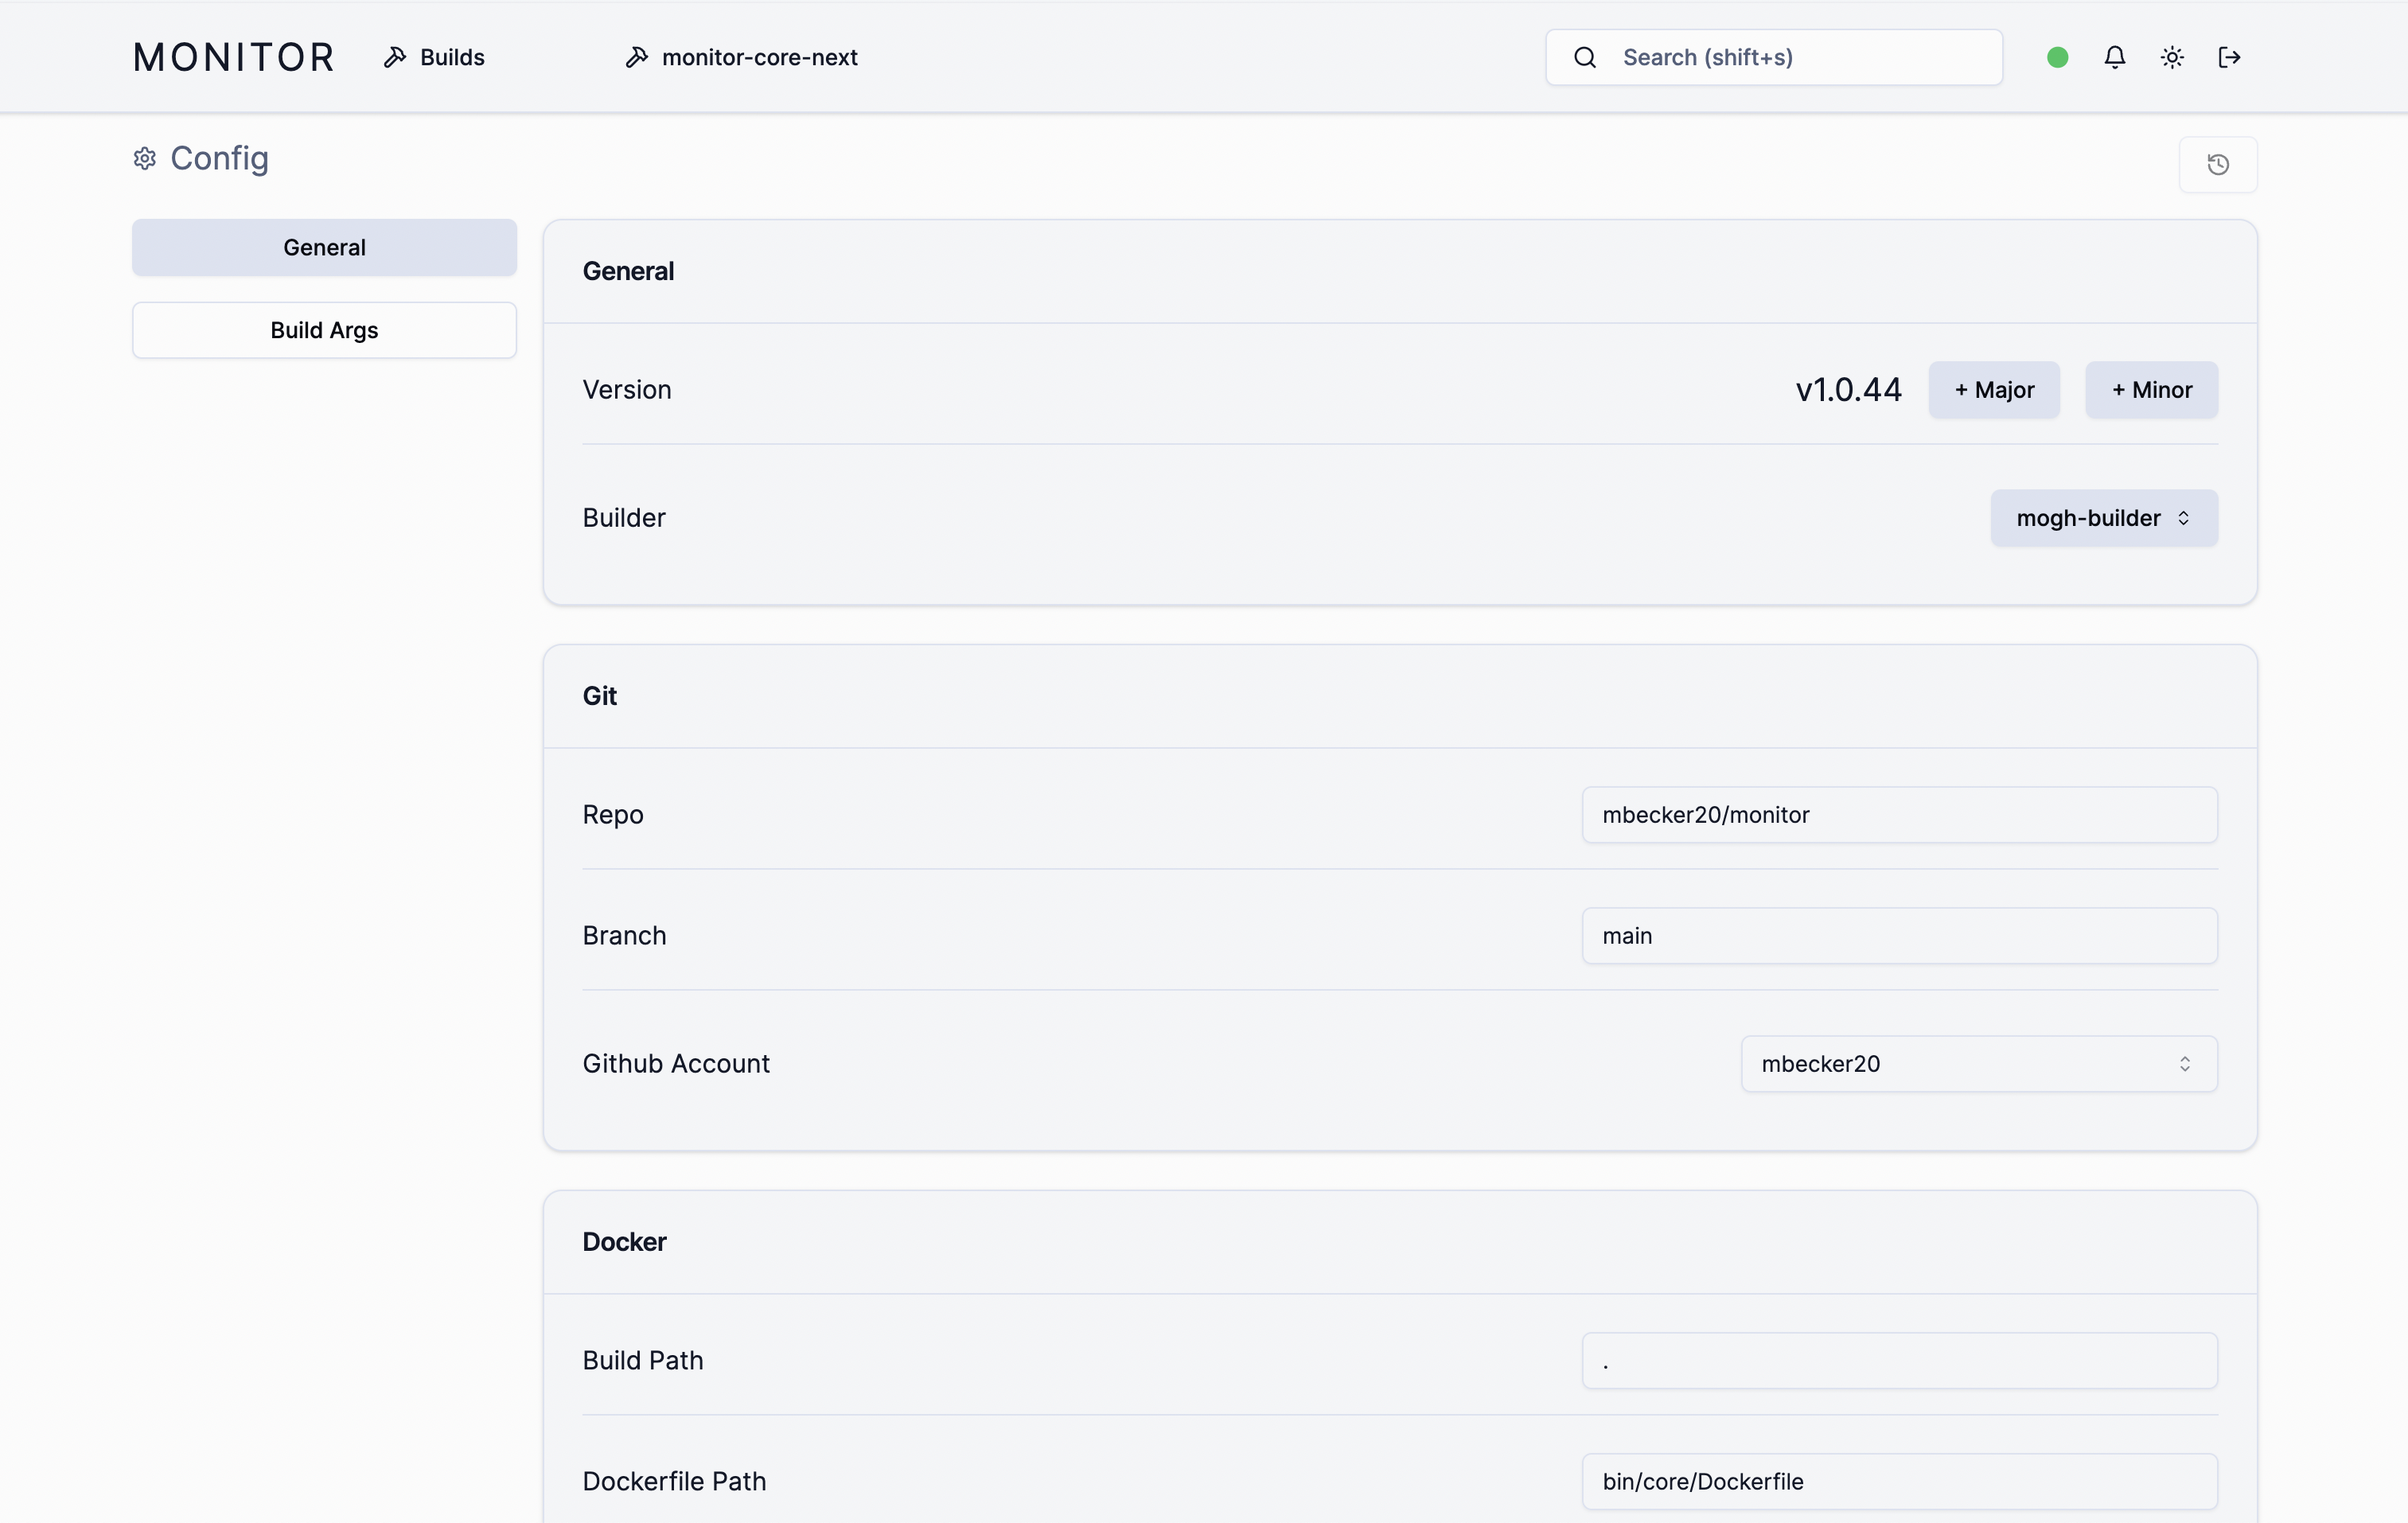 MONITOR Builds monitor-core-next Search (shift+s)
Config
General
Build Args
General
Version v1.0.44 + Major + Minor
Builder mogh-builder
Git
Repo mbecker20/monitor
Branch main
Github Account mbecker20
Docker
Build Path .
Dockerfile Path bin/core/Dockerfile